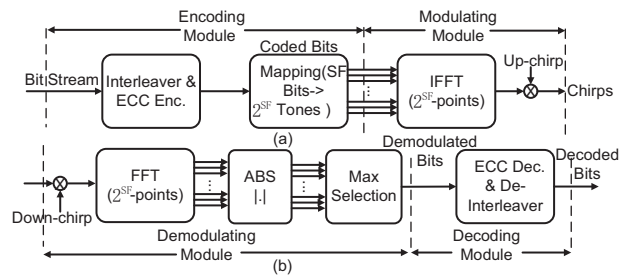 Encoding
Module
Modulating
Module
Coded Bits
Up-chirp
Bit Stream
Interleaver &
ECC Enc.
Mapping(SF
Bits->
2^SF Tones )
IFFT
(2^SF-points)
Chirps
(a)
Demodulated
Bits
Decoded
Bits
FFT
(2^SF-points)
ABS
|.|
Max
Selection
ECC Dec.
& De-
Interleaver
Down-chirp
Demodulating
Module
Decoding
Module
(b)